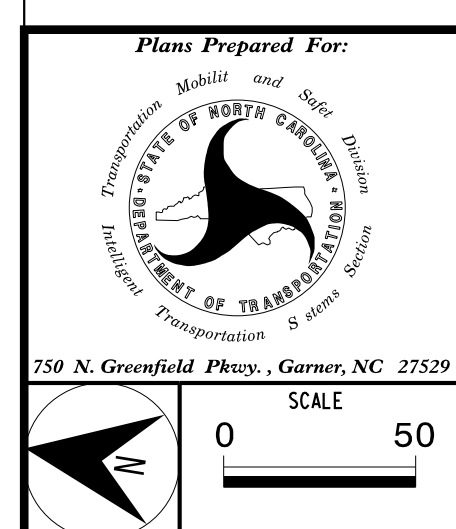 Plans Prepared For:
Transportation Mobilit and Safet Division
STATE OF NORTH CAROLINA
DEPARTMENT OF TRANSPORTATION
Intelligent Transportation S stems Section
750 N. Greenfield Pkwy. , Garner, NC 27529
SCALE
0 50
N